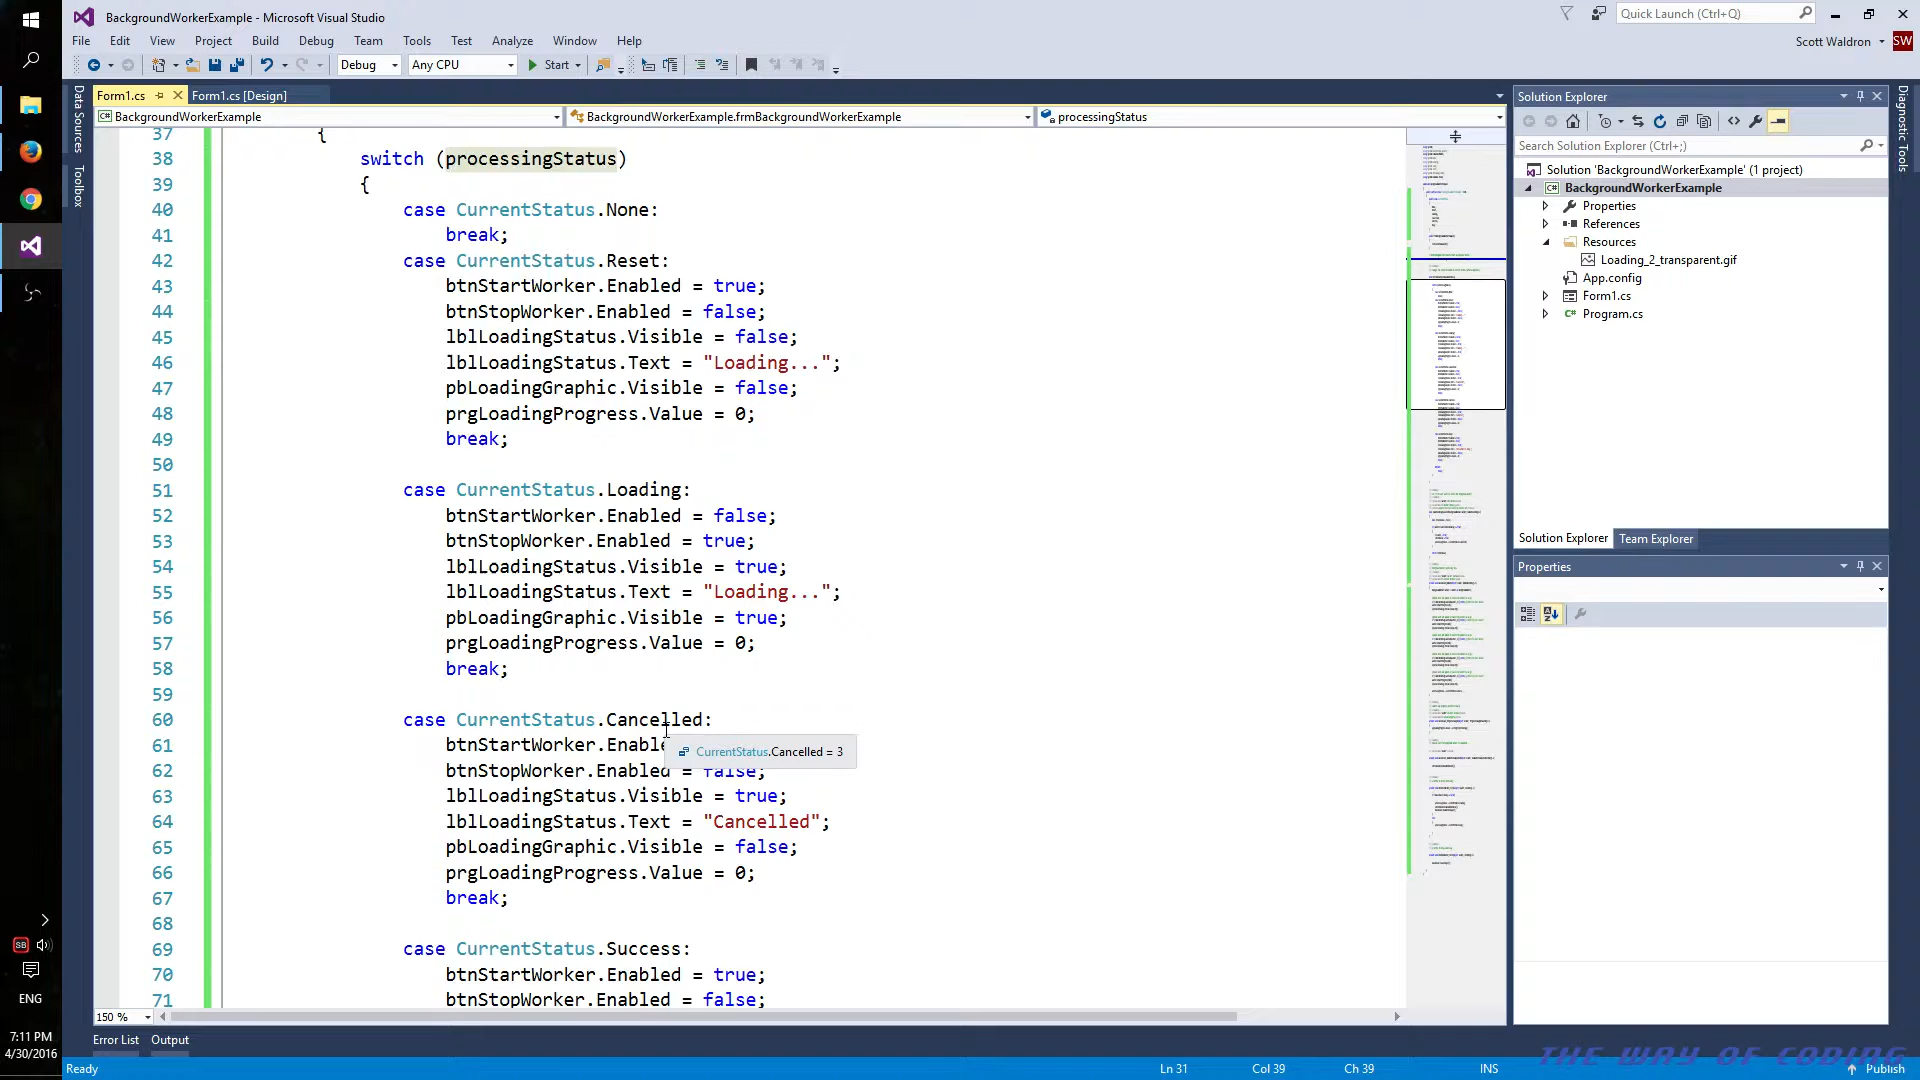 BackgroundWorkerExample - Microsoft Visual Studio
Quick Launch (Ctrl+Q)
File Edit View Project Build Debug Team Tools Test Analyze Window Help
Scott Waldron SW
Debug Any CPU Start
Form1.cs Form1.cs [Design]
BackgroundWorkerExample BackgroundWorkerExample.frmBackgroundWorkerExample processingStatus
Data Sources
Toolbox
37 {
38 switch (processingStatus)
39 {
40 case CurrentStatus.None:
41 break;
42 case CurrentStatus.Reset:
43 btnStartWorker.Enabled = true;
44 btnStopWorker.Enabled = false;
45 lblLoadingStatus.Visible = false;
46 lblLoadingStatus.Text = "Loading...";
47 pbLoadingGraphic.Visible = false;
48 prgLoadingProgress.Value = 0;
49 break;
50
51 case CurrentStatus.Loading:
52 btnStartWorker.Enabled = false;
53 btnStopWorker.Enabled = true;
54 lblLoadingStatus.Visible = true;
55 lblLoadingStatus.Text = "Loading...";
56 pbLoadingGraphic.Visible = true;
57 prgLoadingProgress.Value = 0;
58 break;
59
60 case CurrentStatus.Cancelled:
61 btnStartWorker.Enable
CurrentStatus.Cancelled = 3
62 btnStopWorker.Enabled = false;
63 lblLoadingStatus.Visible = true;
64 lblLoadingStatus.Text = "Cancelled";
65 pbLoadingGraphic.Visible = false;
66 prgLoadingProgress.Value = 0;
67 break;
68
69 case CurrentStatus.Success:
70 btnStartWorker.Enabled = true;
71 btnStopWorker.Enabled = false;
150 %
Error List Output
Solution Explorer
Search Solution Explorer (Ctrl+;)
Solution 'BackgroundWorkerExample' (1 project)
C# BackgroundWorkerExample
Properties
References
Resources
Loading_2_transparent.gif
App.config
Form1.cs
C# Program.cs
Solution Explorer Team Explorer
Properties
Diagnostic Tools
SB
ENG
7:11 PM
4/30/2016
Ready Ln 31 Col 39 Ch 39 INS Publish
THE WAY OF CODING